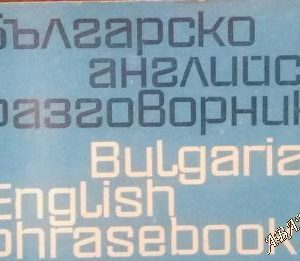 българско
английс
разговорник
Bulgaria
English
phrasebook